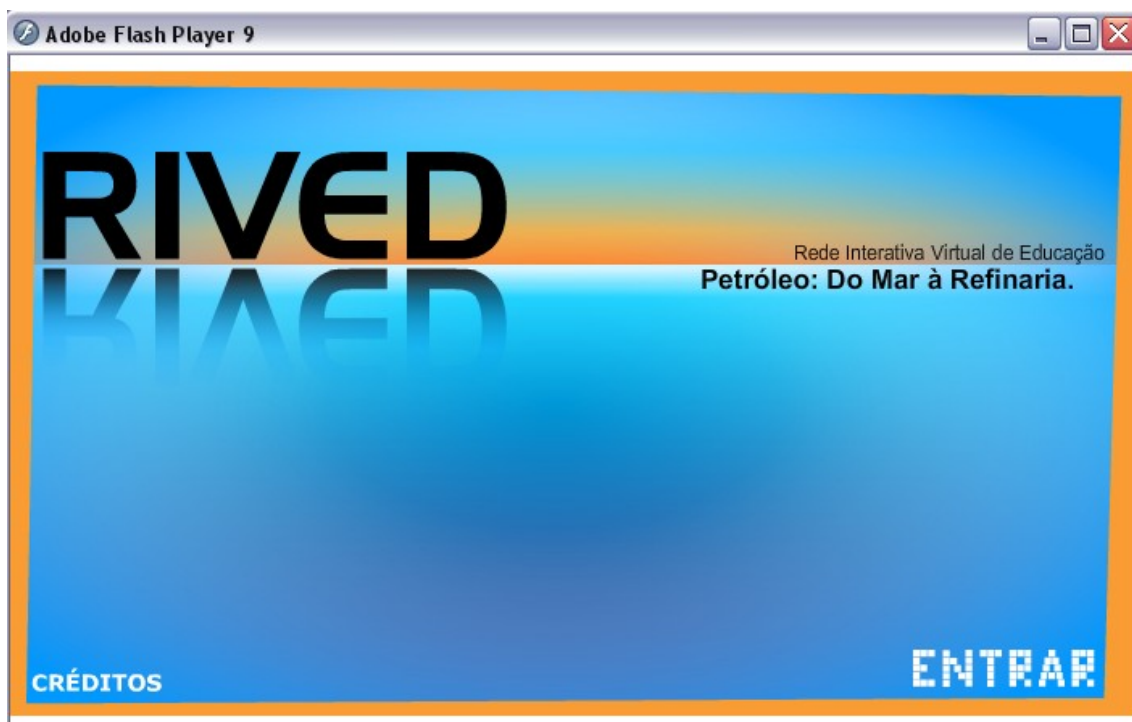 Adobe Flash Player 9
RIVED
Rede Interativa Virtual de Educação
Petróleo: Do Mar à Refinaria.
CRÉDITOS
ENTRAR